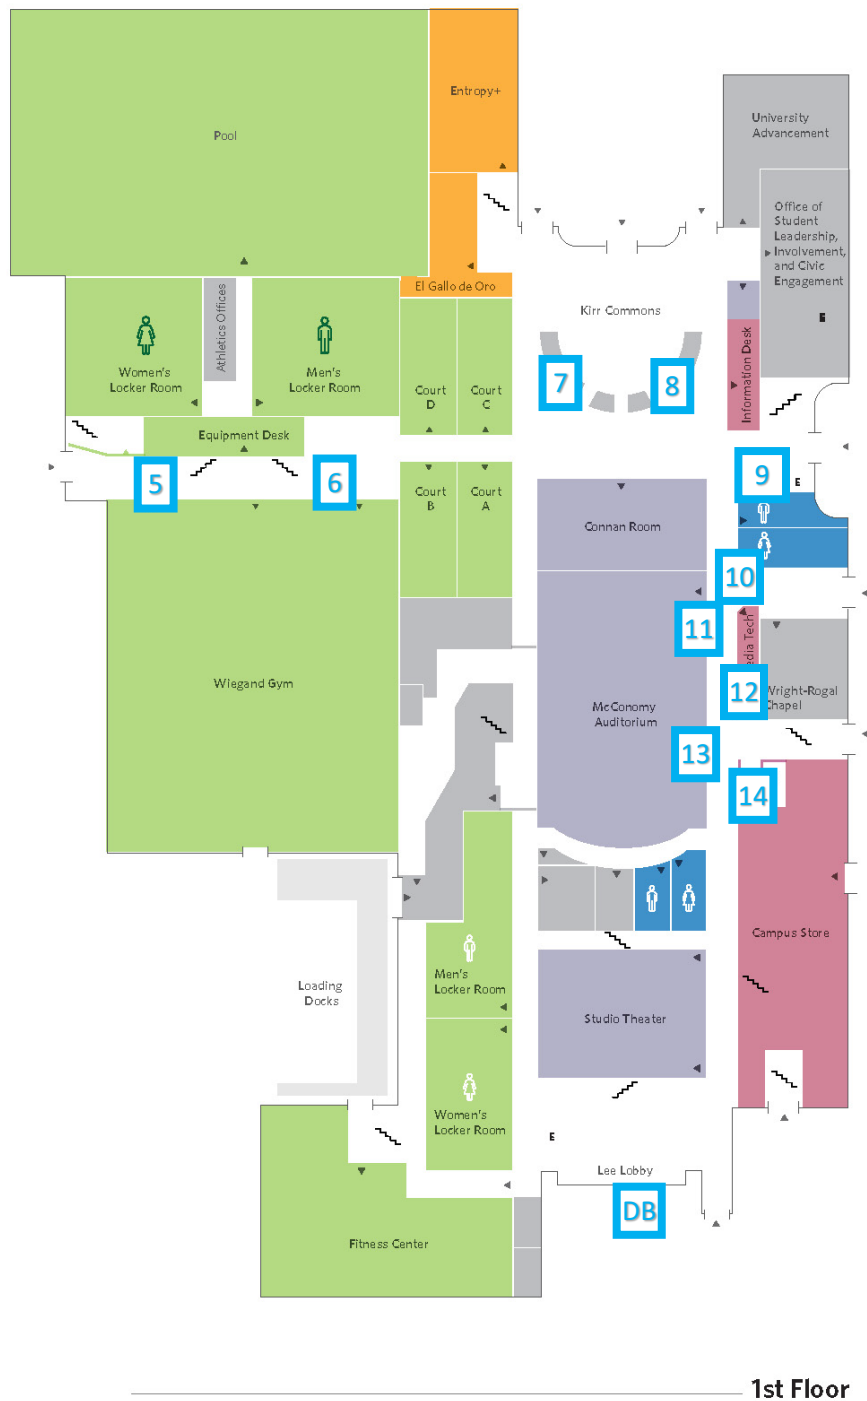 Entropy+
Pool
University
Advancement
Office of
Student
Leadership,
Involvement,
and Civic
Engagement
E
El Gallo de Oro
Kirr Commons
Athletics Offices
Information Desk
Women's
Locker Room
Men's
Locker Room
7
8
Court
D
Court
C
Equipment Desk
5
6
9
E
Court
B
Court
A
Connan Room
10
11
edia Tech
Wiegand Gym
12
Wright-Rogal
Chapel
McConomy
Auditorium
13
14
Campus Store
Men's
Locker Room
Loading
Docks
Studio Theater
Women's
Locker Room
E
Lee Lobby
DB
Fitness Center
1st Floor